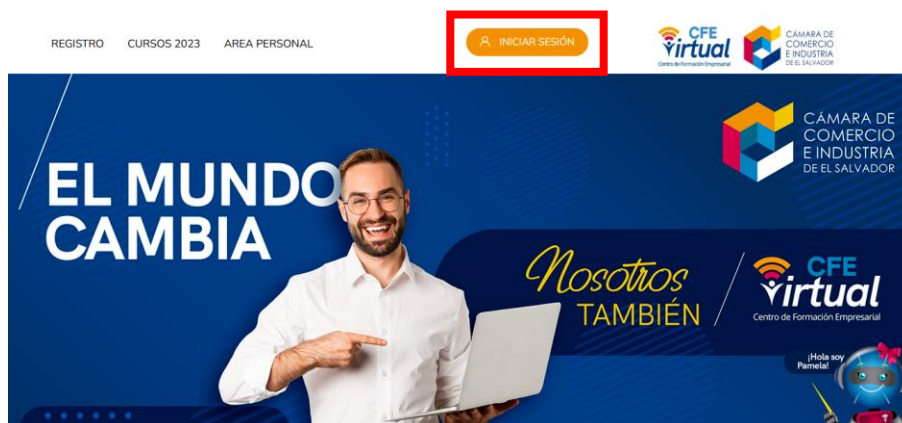 REGISTRO CURSOS 2023 AREA PERSONAL INICIAR SESIÓN
CFE
Virtual
Centro de Formación Empresarial
CÁMARA DE
COMERCIO
E INDUSTRIA
DE EL SALVADOR
CÁMARA DE
COMERCIO
E INDUSTRIA
DE EL SALVADOR
EL MUNDO
CAMBIA
Nosotros
TAMBIÉN
CFE
Virtual
Centro de Formación Empresarial
¡Hola soy
Pamela!